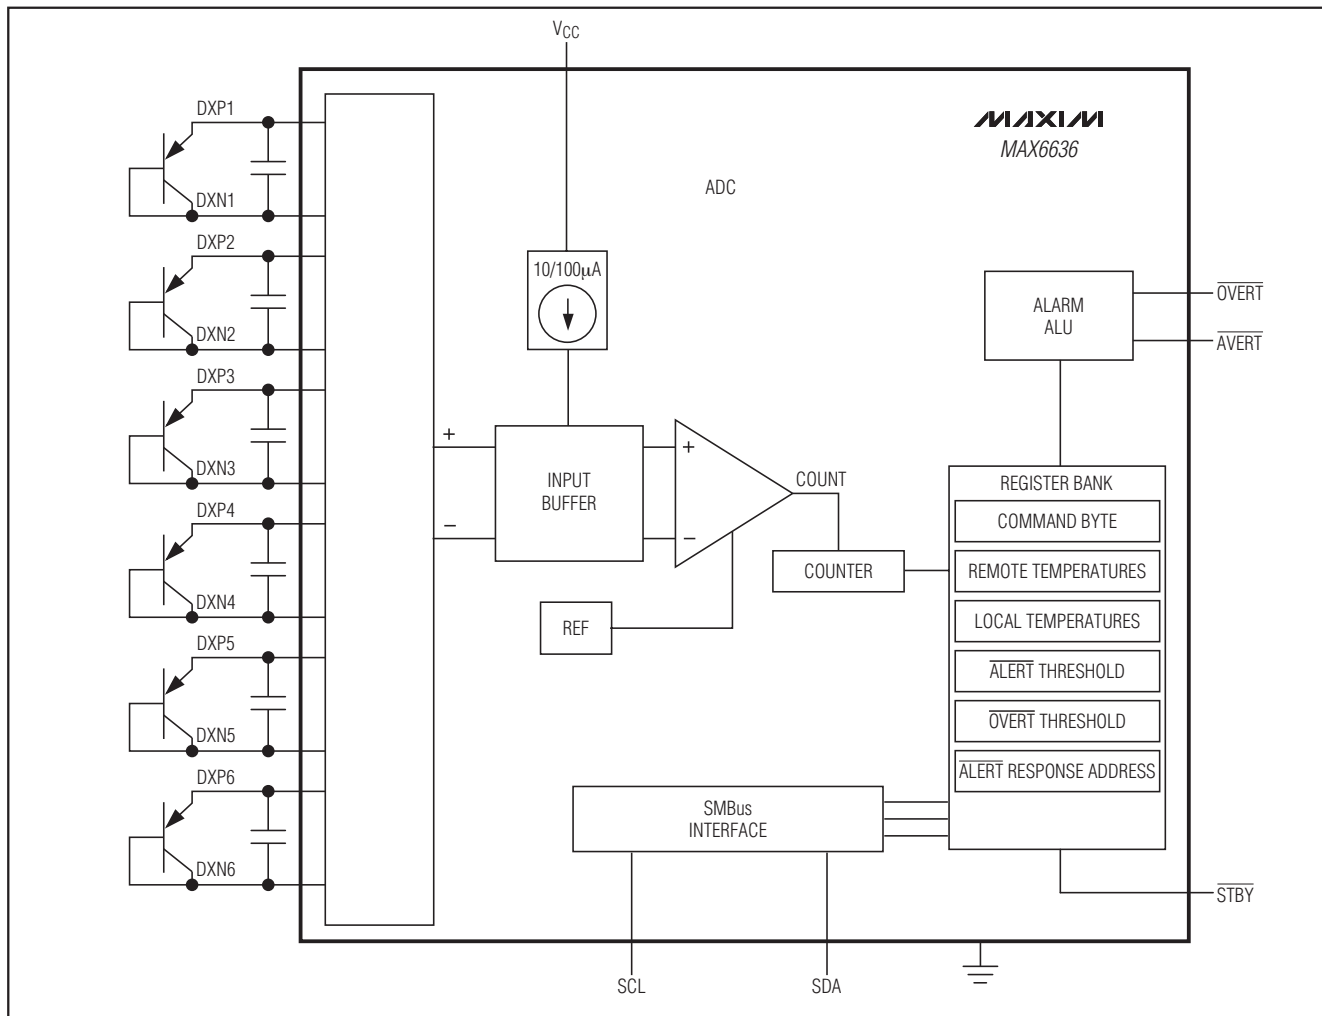 VCC
DXP1
DXN1
DXP2
DXN2
DXP3
DXN3
DXP4
DXN4
DXP5
DXN5
DXP6
DXN6
MAXIM
MAX6636
ADC
10/100µA
+
−
INPUT
BUFFER
+
−
COUNT
COUNTER
REF
ALARM
ALU
OVERT
AVERT
REGISTER BANK
COMMAND BYTE
REMOTE TEMPERATURES
LOCAL TEMPERATURES
ALERT THRESHOLD
OVERT THRESHOLD
ALERT RESPONSE ADDRESS
SMBus
INTERFACE
STBY
SCL
SDA